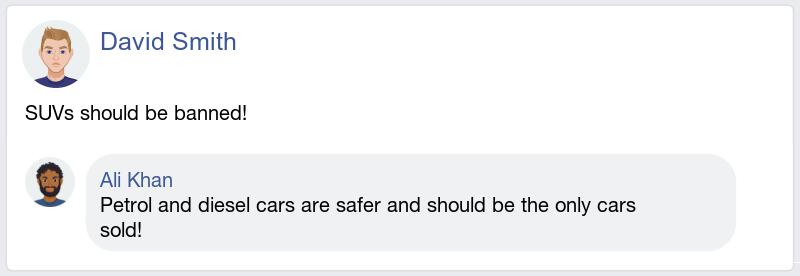 David Smith
SUVs should be banned!
Ali Khan
Petrol and diesel cars are safer and should be the only cars
sold!